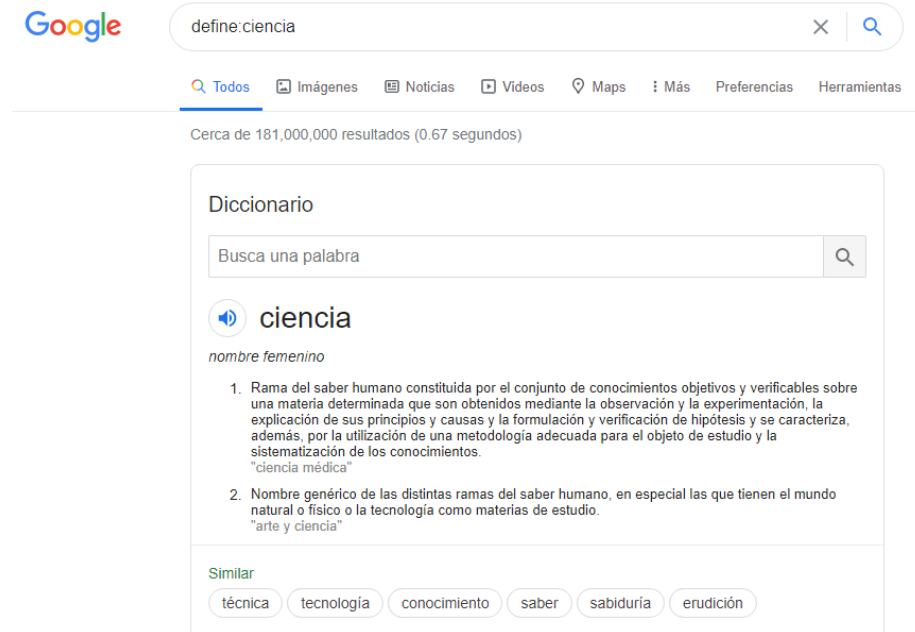 Google
define:ciencia
Todos Imágenes Noticias Videos Maps Más Preferencias Herramientas
Cerca de 181,000,000 resultados (0.67 segundos)
Diccionario
Busca una palabra
ciencia
nombre femenino
1. Rama del saber humano constituida por el conjunto de conocimientos objetivos y verificables sobre
una materia determinada que son obtenidos mediante la observación y la experimentación, la
explicación de sus principios y causas y la formulación y verificación de hipótesis y se caracteriza,
además, por la utilización de una metodología adecuada para el objeto de estudio y la
sistematización de los conocimientos.
"ciencia médica"
2. Nombre genérico de las distintas ramas del saber humano, en especial las que tienen el mundo
natural o físico o la tecnología como materias de estudio.
"arte y ciencia"
Similar
técnica tecnología conocimiento saber sabiduría erudición